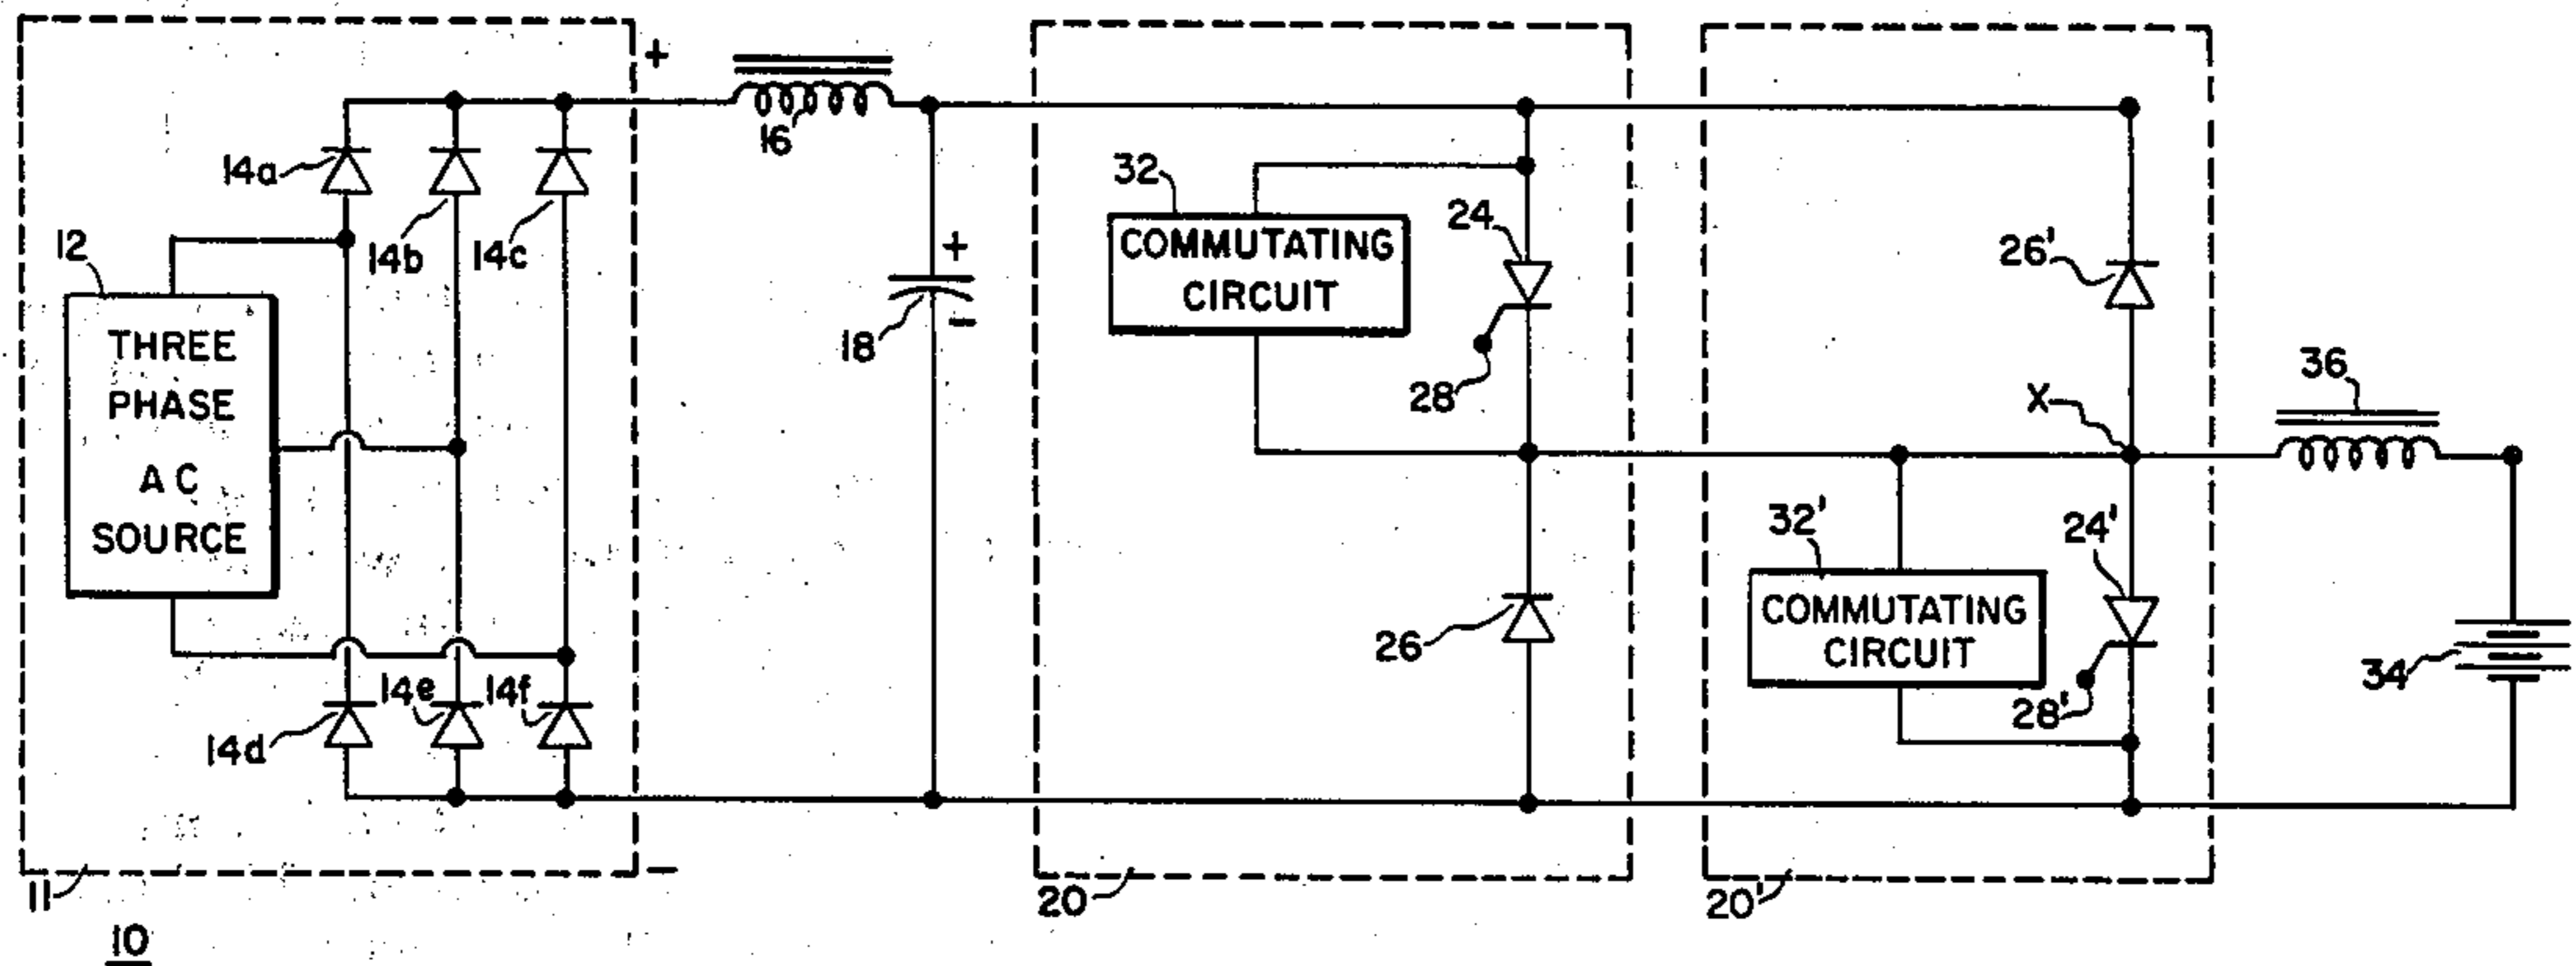 +
16
14a
14b
14c
12
THREE
PHASE
AC
SOURCE
14d
14e
14f
11
10
-
+
18
-
32
COMMUTATING
CIRCUIT
24
28
26
20
26'
X
32'
COMMUTATING
CIRCUIT
24'
28'
20'
36
34